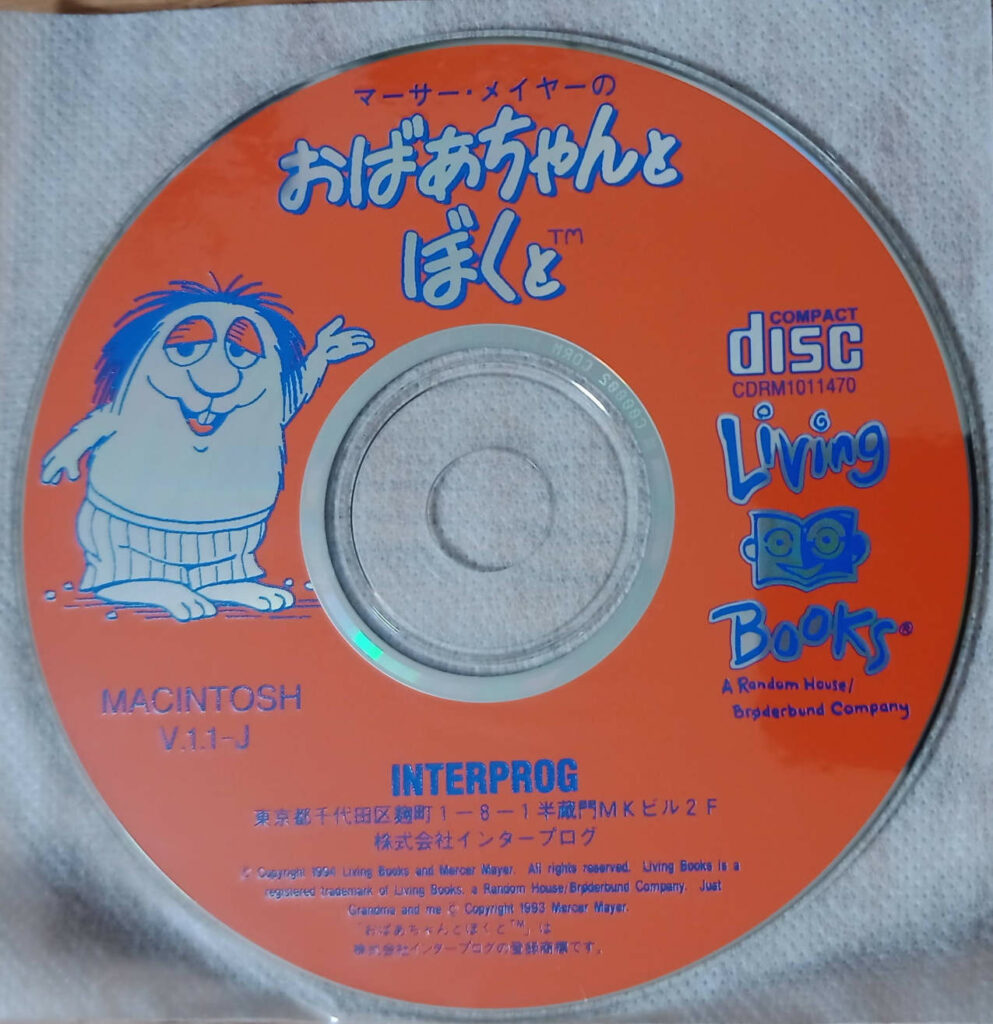 マーサー・メイヤーの
おばあちゃんと
ぼくと™
COMPACT
disc
CDRM1011470
Living
Books®
A Random House/
Brøderbund Company
MACINTOSH
V.1.1-J
INTERPROG
東京都千代田区麹町1-8-1半蔵門MKビル2F
株式会社インタープログ
© Copyright 1994 Living Books and Mercer Mayer. All rights reserved. Living Books is a
registered trademark of Living Books, a Random House/Brøderbund Company. Just
Grandma and me © Copyright 1993 Mercer Mayer.
「おばあちゃんとぼくと™」は
株式会社インタープログの登録商標です。